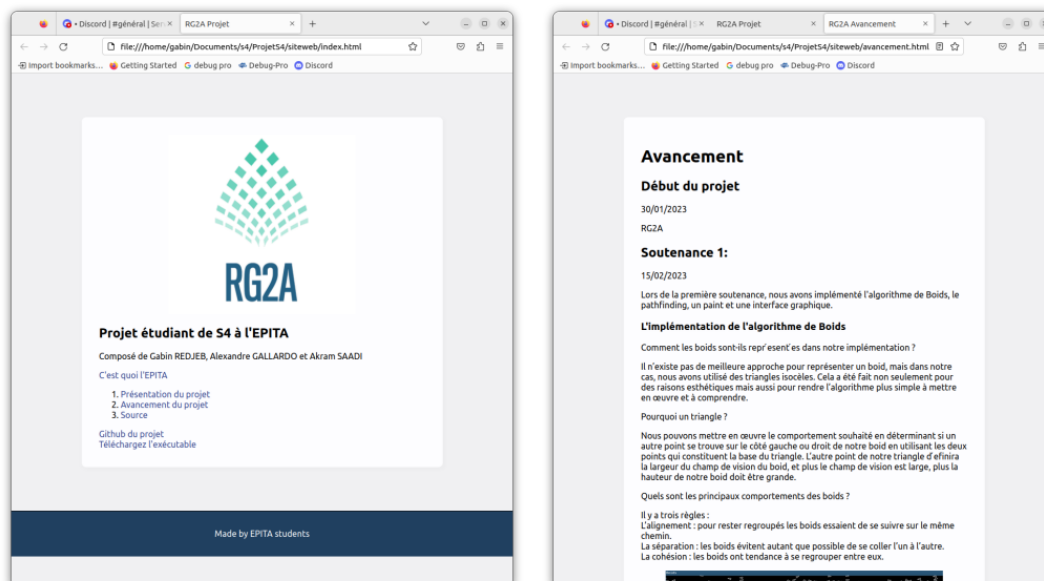 Discord | #général | Ser
RG2A Projet
file:///home/gabin/Documents/s4/ProjetS4/siteweb/index.html
Import bookmarks... Getting Started G debug pro Debug-Pro Discord
RG2A
Projet étudiant de S4 à l'EPITA
Composé de Gabin REDJEB, Alexandre GALLARDO et Akram SAADI
C'est quoi l'EPITA
1. Présentation du projet
2. Avancement du projet
3. Source
Github du projet
Téléchargez l'exécutable
Made by EPITA students
Discord | #général |
RG2A Projet
RG2A Avancement
file:///home/gabin/Documents/s4/ProjetS4/siteweb/avancement.html
Import bookmarks... Getting Started G debug pro Debug-Pro Discord
Avancement
Début du projet
30/01/2023
RG2A
Soutenance 1:
15/02/2023
Lors de la première soutenance, nous avons implémenté l'algorithme de Boids, le
pathfinding, un paint et une interface graphique.
L'implémentation de l'algorithme de Boids
Comment les boids sont-ils repr´esent´es dans notre implémentation ?
Il n'existe pas de meilleure approche pour représenter un boid, mais dans notre
cas, nous avons utilisé des triangles isocèles. Cela a été fait non seulement pour
des raisons esthétiques mais aussi pour rendre l'algorithme plus simple à mettre
en œuvre et à comprendre.
Pourquoi un triangle ?
Nous pouvons mettre en œuvre le comportement souhaité en déterminant si un
autre point se trouve sur le côté gauche ou droit de notre boid en utilisant les deux
points qui constituent la base du triangle. L'autre point de notre triangle d´efinira
la largeur du champ de vision du boid, et plus le champ de vision est large, plus la
hauteur de notre boid doit être grande.
Quels sont les principaux comportements des boids ?
Il y a trois règles :
L'alignement : pour rester regroupés les boids essaient de se suivre sur le même
chemin.
La séparation : les boids évitent autant que possible de se coller l'un à l'autre.
La cohésion : les boids ont tendance à se regrouper entre eux.